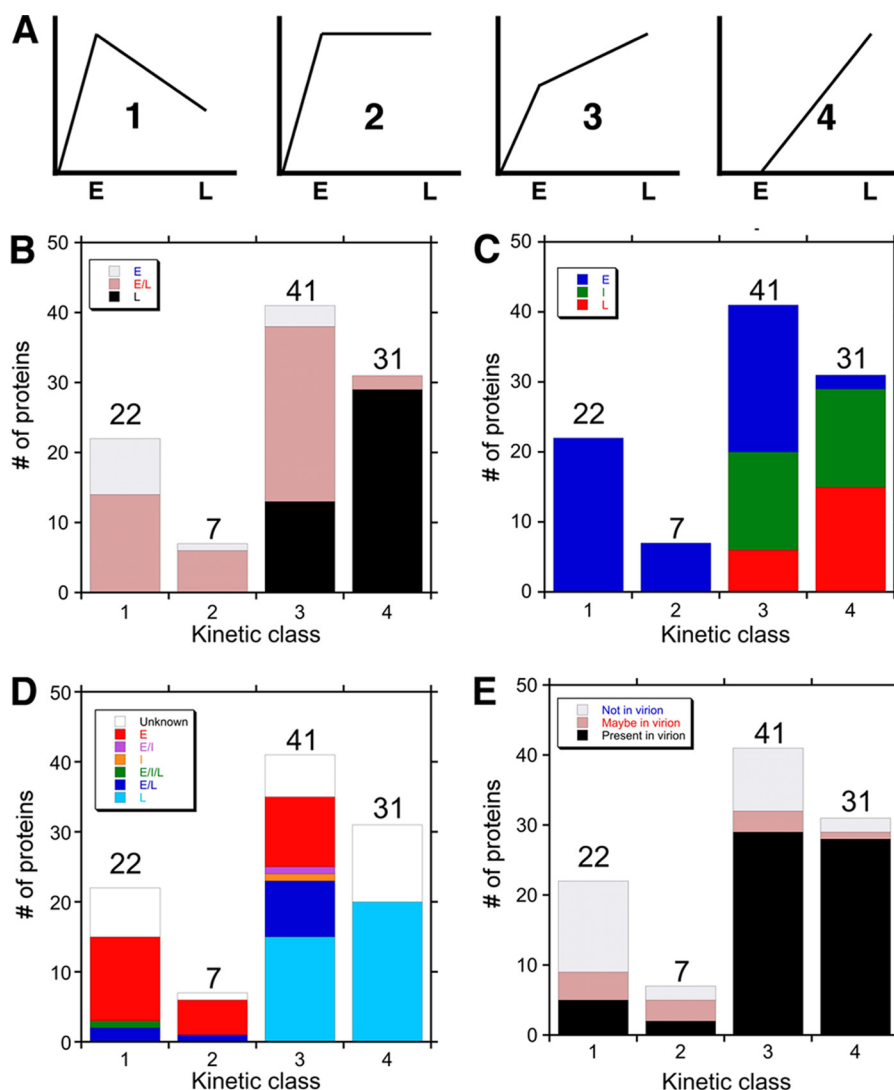 A
1
2
3
4
E L
E L
E L
E L
B
50
40
30
20
10
0
# of proteins
E
E/L
L
22
7
41
31
1 2 3 4
Kinetic class
C
50
40
30
20
10
0
# of proteins
E
I
L
22
7
41
31
1 2 3 4
Kinetic class
D
50
40
30
20
10
0
# of proteins
Unknown
E
E/I
I
E/I/L
E/L
L
22
7
41
31
1 2 3 4
Kinetic class
E
50
40
30
20
10
0
# of proteins
Not in virion
Maybe in virion
Present in virion
22
7
41
31
1 2 3 4
Kinetic class